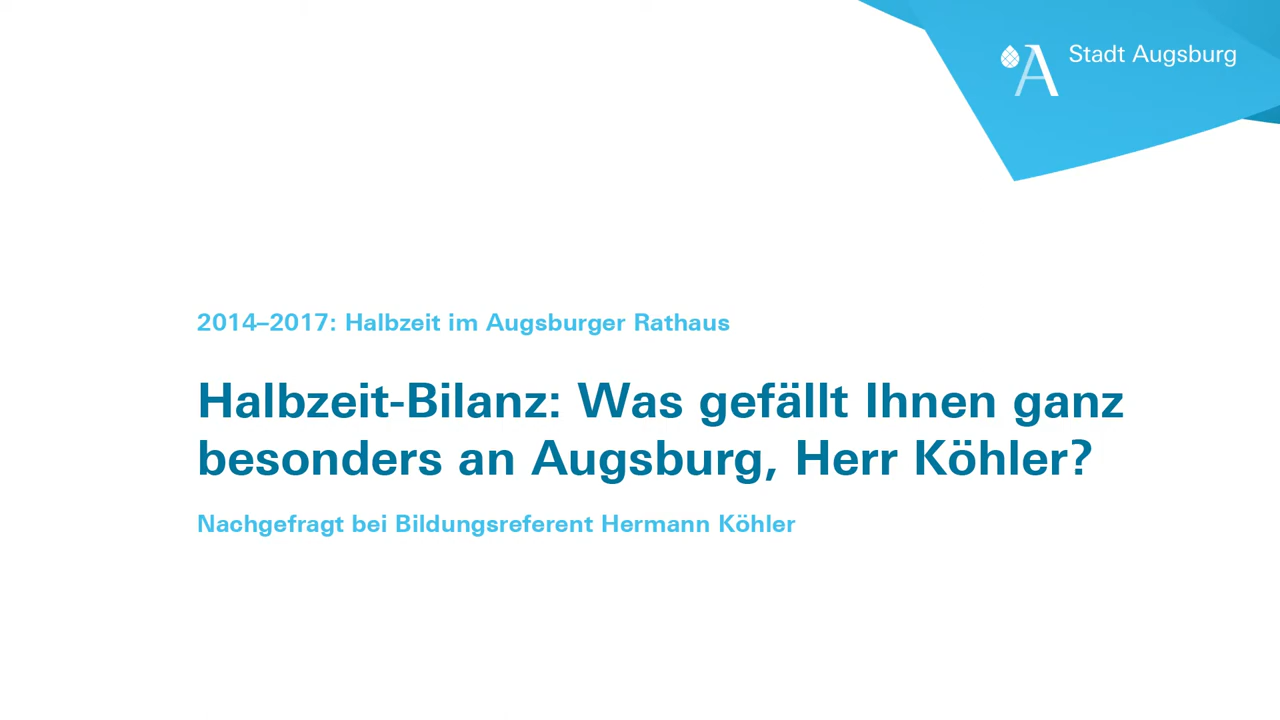 Stadt Augsburg
2014–2017: Halbzeit im Augsburger Rathaus
Halbzeit-Bilanz: Was gefällt Ihnen ganz
besonders an Augsburg, Herr Köhler?
Nachgefragt bei Bildungsreferent Hermann Köhler